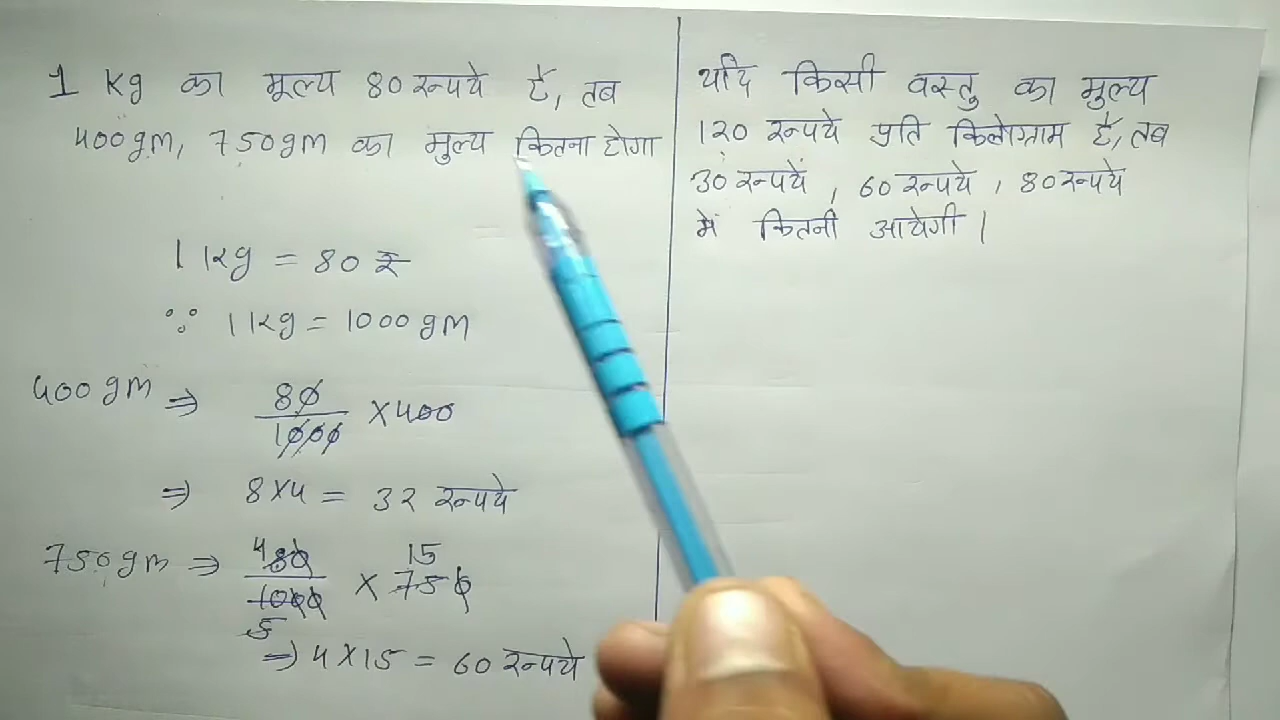 1 Kg का मूल्य 80 रूपये है, तब
400gm, 750gm का मुल्य कितना होगा
1 Kg = 80 रू
∵ 1 Kg = 1000 gm
400 gm ⇒ 80/1000 × 400
⇒ 8×4 = 32 रूपये
750gm ⇒ 4 80/1000 5 × 15 750
⇒ 4×15 = 60 रूपये
यदि किसी वस्तु का मुल्य
120 रूपये प्रति किलोग्राम है, तब
30 रूपये, 60 रूपये, 80 रूपये
में कितनी आयेगी।